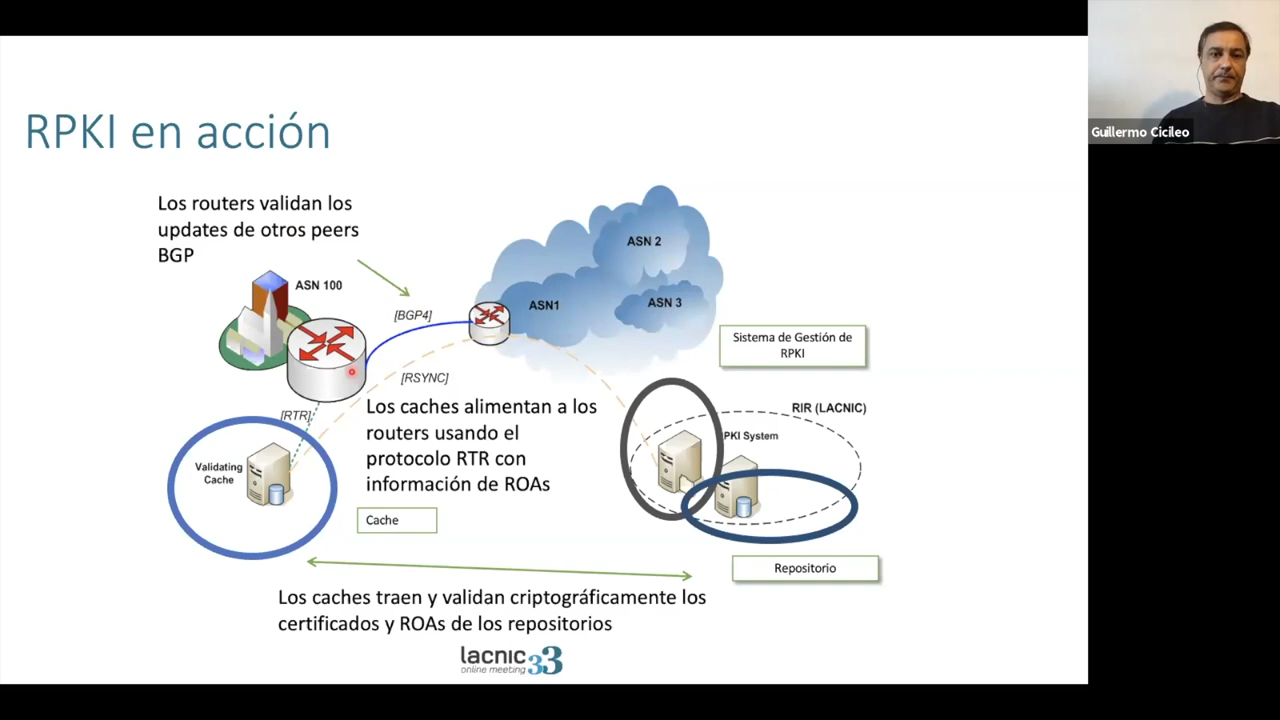 RPKI en acción
Los routers validan los
updates de otros peers
BGP
ASN 100
[BGP4]
ASN1
ASN 2
ASN 3
[RSYNC]
[RTR]
Sistema de Gestión de
RPKI
RIR (LACNIC)
PKI System
Los caches alimentan a los
routers usando el
protocolo RTR con
información de ROAs
Validating
Cache
Cache
Repositorio
Los caches traen y validan criptográficamente los
certificados y ROAs de los repositorios
lacnic 33
online meeting
Guillermo Cicileo